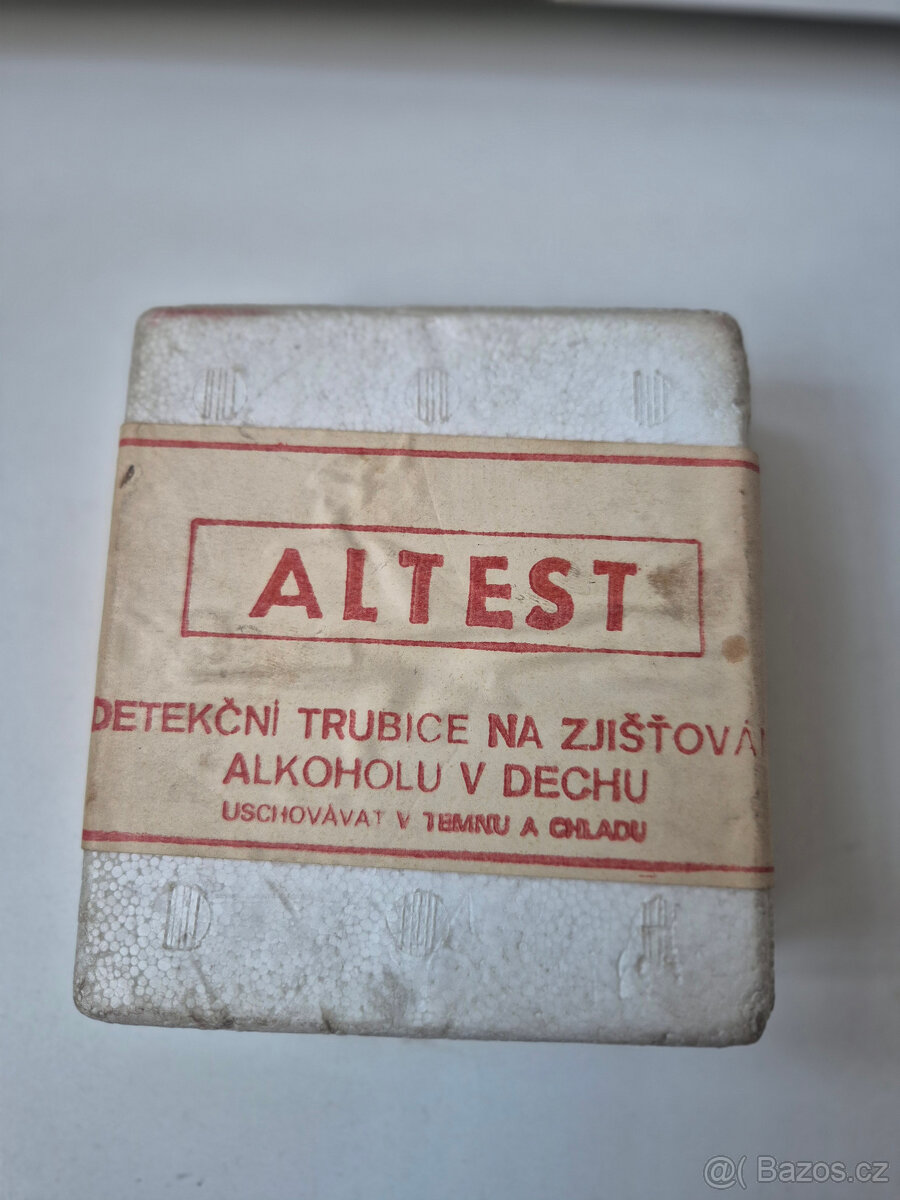 ALTEST
DETEKČNÍ TRUBICE NA ZJIŠŤOVÁ
ALKOHOLU V DECHU
USCHOVÁVAT V TEMNU A CHLADU
@( Bazos.cz